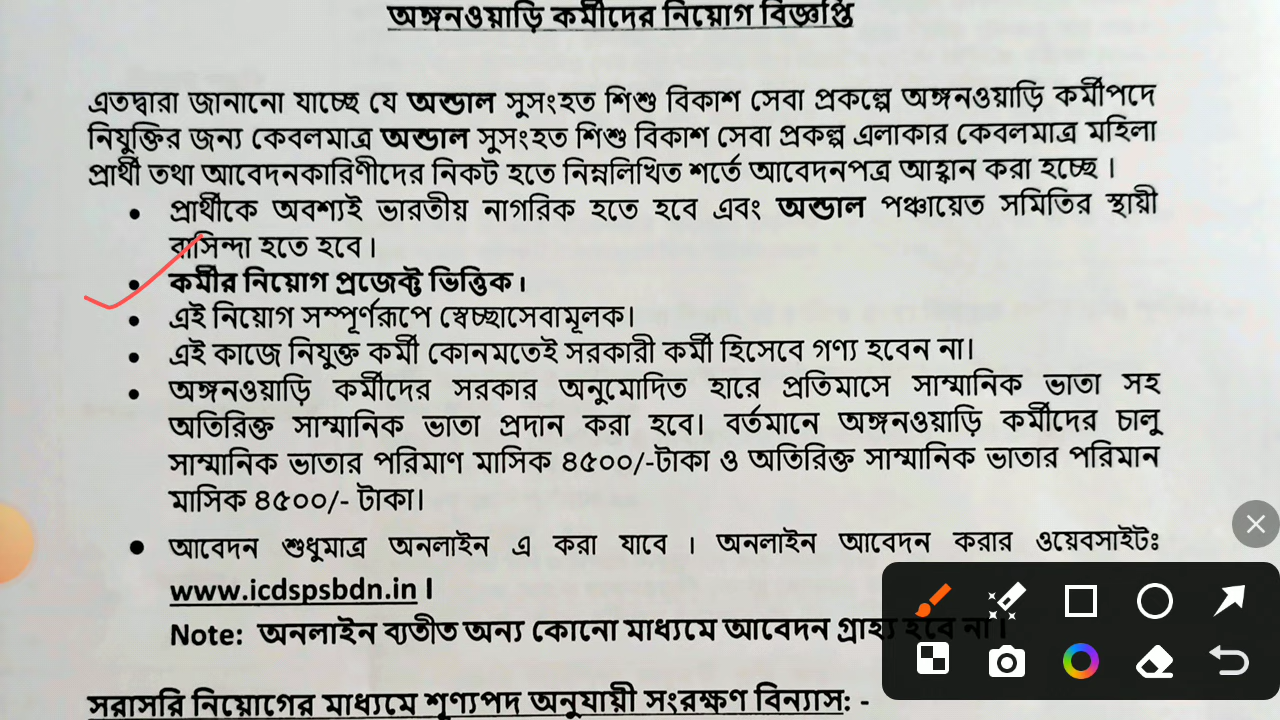 অঙ্গনওয়াড়ি কর্মীদের নিয়োগ বিজ্ঞপ্তি
এতদ্বারা জানানো যাচ্ছে যে অন্ডাল সুসংহত শিশু বিকাশ সেবা প্রকল্পে অঙ্গনওয়াড়ি কর্মীপদে
নিযুক্তির জন্য কেবলমাত্র অন্ডাল সুসংহত শিশু বিকাশ সেবা প্রকল্প এলাকার কেবলমাত্র মহিলা
প্রার্থী তথা আবেদনকারিণীদের নিকট হতে নিম্নলিখিত শর্তে আবেদনপত্র আহ্বান করা হচ্ছে ।
• প্রার্থীকে অবশ্যই ভারতীয় নাগরিক হতে হবে এবং অন্ডাল পঞ্চায়েত সমিতির স্থায়ী
বাসিন্দা হতে হবে ।
• কর্মীর নিয়োগ প্রজেক্ট ভিত্তিক ।
• এই নিয়োগ সম্পূর্ণরূপে স্বেচ্ছাসেবামূলক।
• এই কাজে নিযুক্ত কর্মী কোনমতেই সরকারী কর্মী হিসেবে গণ্য হবেন না।
• অঙ্গনওয়াড়ি কর্মীদের সরকার অনুমোদিত হারে প্রতিমাসে সাম্মানিক ভাতা সহ
অতিরিক্ত সাম্মানিক ভাতা প্রদান করা হবে। বর্তমানে অঙ্গনওয়াড়ি কর্মীদের চালু
সাম্মানিক ভাতার পরিমাণ মাসিক ৪৫০০/-টাকা ও অতিরিক্ত সাম্মানিক ভাতার পরিমান
মাসিক ৪৫০০/- টাকা।
• আবেদন শুধুমাত্র অনলাইন এ করা যাবে । অনলাইন আবেদন করার ওয়েবসাইটঃ
www.icdspsbdn.in ।
Note: অনলাইন ব্যতীত অন্য কোনো মাধ্যমে আবেদন গ্রাহ্য হবে না ।
সরাসরি নিয়োগের মাধ্যমে শূণ্যপদ অনুযায়ী সংরক্ষণ বিন্যাস: -